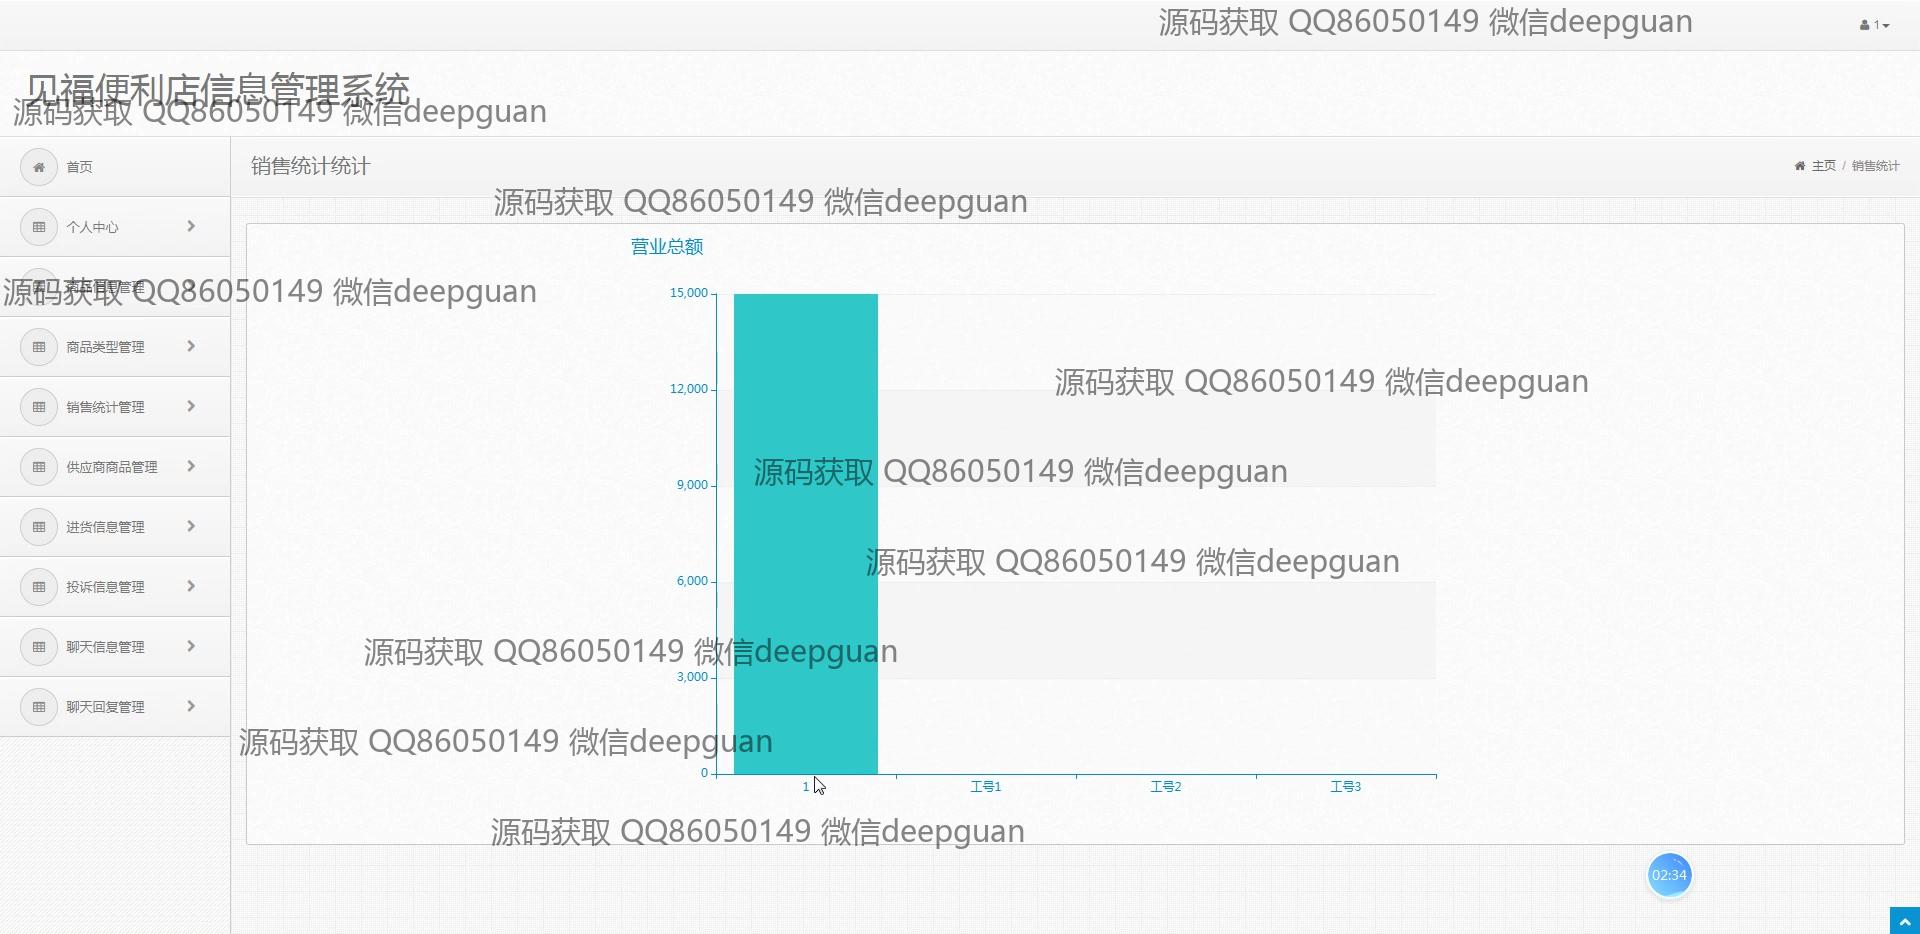 源码获取 QQ86050149 微信deepguan
1
见福便利店信息管理系统
源码获取 QQ86050149 微信deepguan
首页
销售统计统计
主页 / 销售统计
源码获取 QQ86050149 微信deepguan
个人中心
营业总额
商品信息管理
源码获取 QQ86050149 微信deepguan
15,000
商品类型管理
源码获取 QQ86050149 微信deepguan
12,000
销售统计管理
供应商商品管理
源码获取 QQ86050149 微信deepguan
9,000
进货信息管理
源码获取 QQ86050149 微信deepguan
6,000
投诉信息管理
聊天信息管理
源码获取 QQ86050149 微信deepguan
3,000
聊天回复管理
源码获取 QQ86050149 微信deepguan
0
1 工号1 工号2 工号3
源码获取 QQ86050149 微信deepguan
02:34